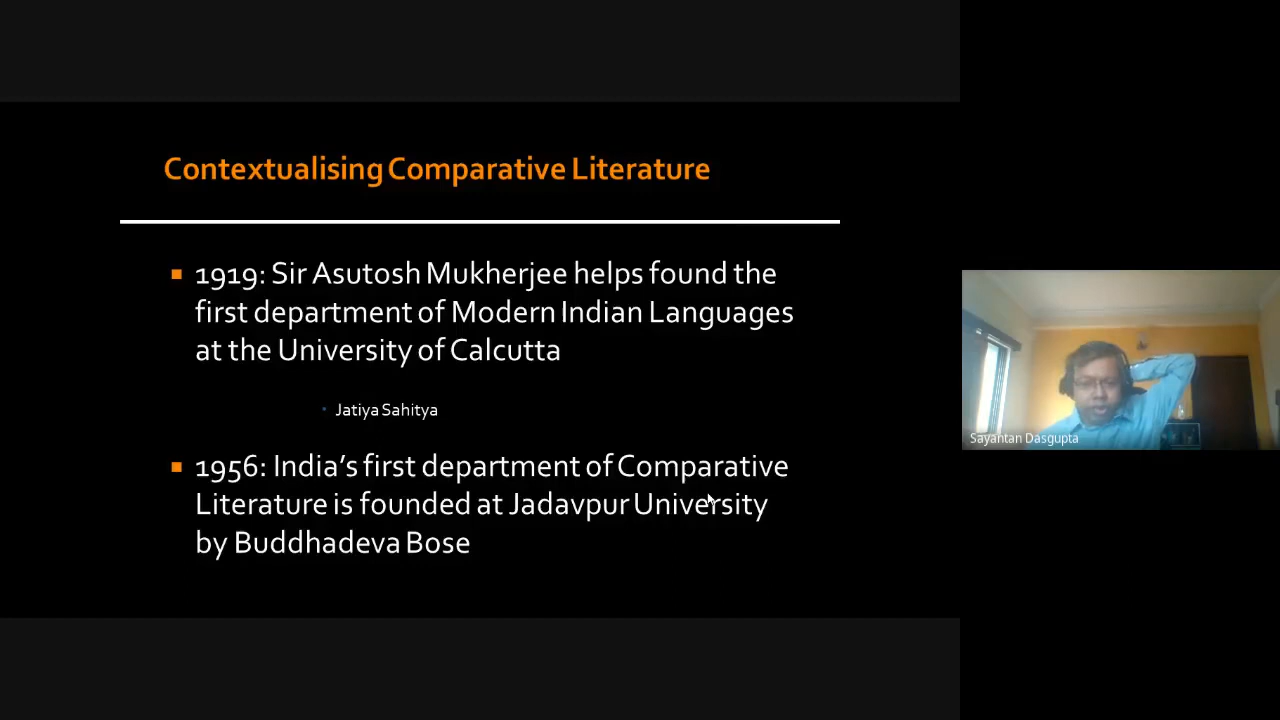 Contextualising Comparative Literature
1919: Sir Asutosh Mukherjee helps found the
first department of Modern Indian Languages
at the University of Calcutta
Jatiya Sahitya
1956: India’s first department of Comparative
Literature is founded at Jadavpur University
by Buddhadeva Bose
Sayantan Dasgupta